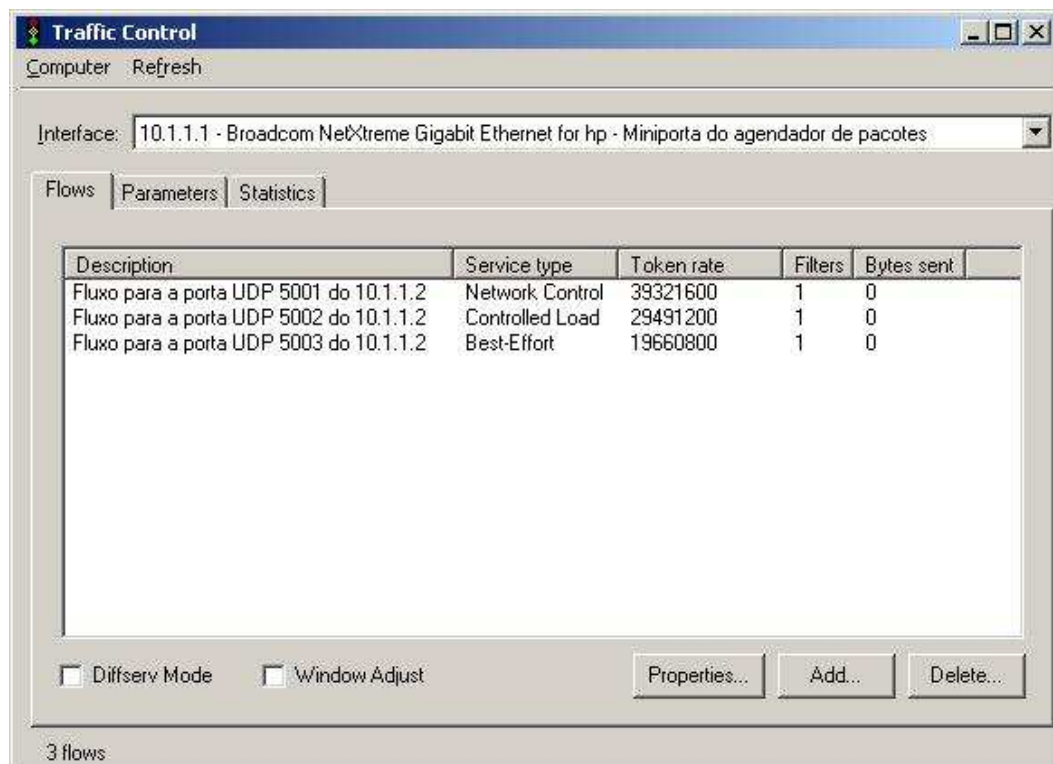 Traffic Control
Computer Refresh
Interface: 10.1.1.1 - Broadcom NetXtreme Gigabit Ethernet for hp - Miniporta do agendador de pacotes
Flows Parameters Statistics
Description Service type Token rate Filters Bytes sent
Fluxo para a porta UDP 5001 do 10.1.1.2 Network Control 39321600 1 0
Fluxo para a porta UDP 5002 do 10.1.1.2 Controlled Load 29491200 1 0
Fluxo para a porta UDP 5003 do 10.1.1.2 Best-Effort 19660800 1 0
Diffserv Mode Window Adjust Properties... Add... Delete...
3 flows